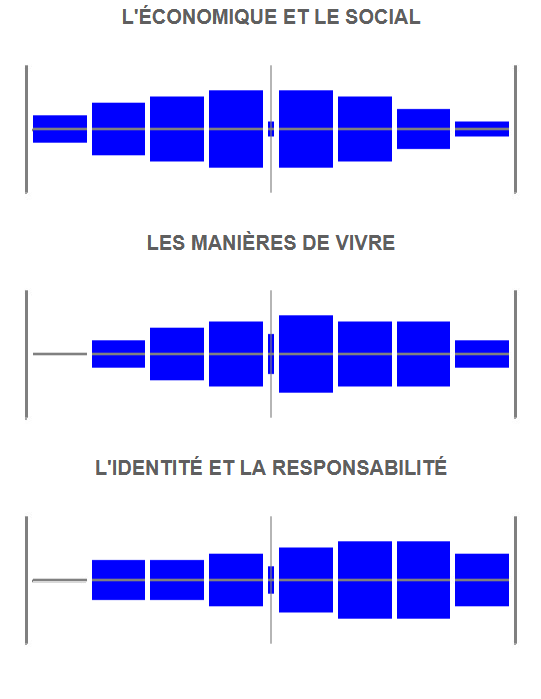 L'ÉCONOMIQUE ET LE SOCIAL
LES MANIÈRES DE VIVRE
L'IDENTITÉ ET LA RESPONSABILITÉ